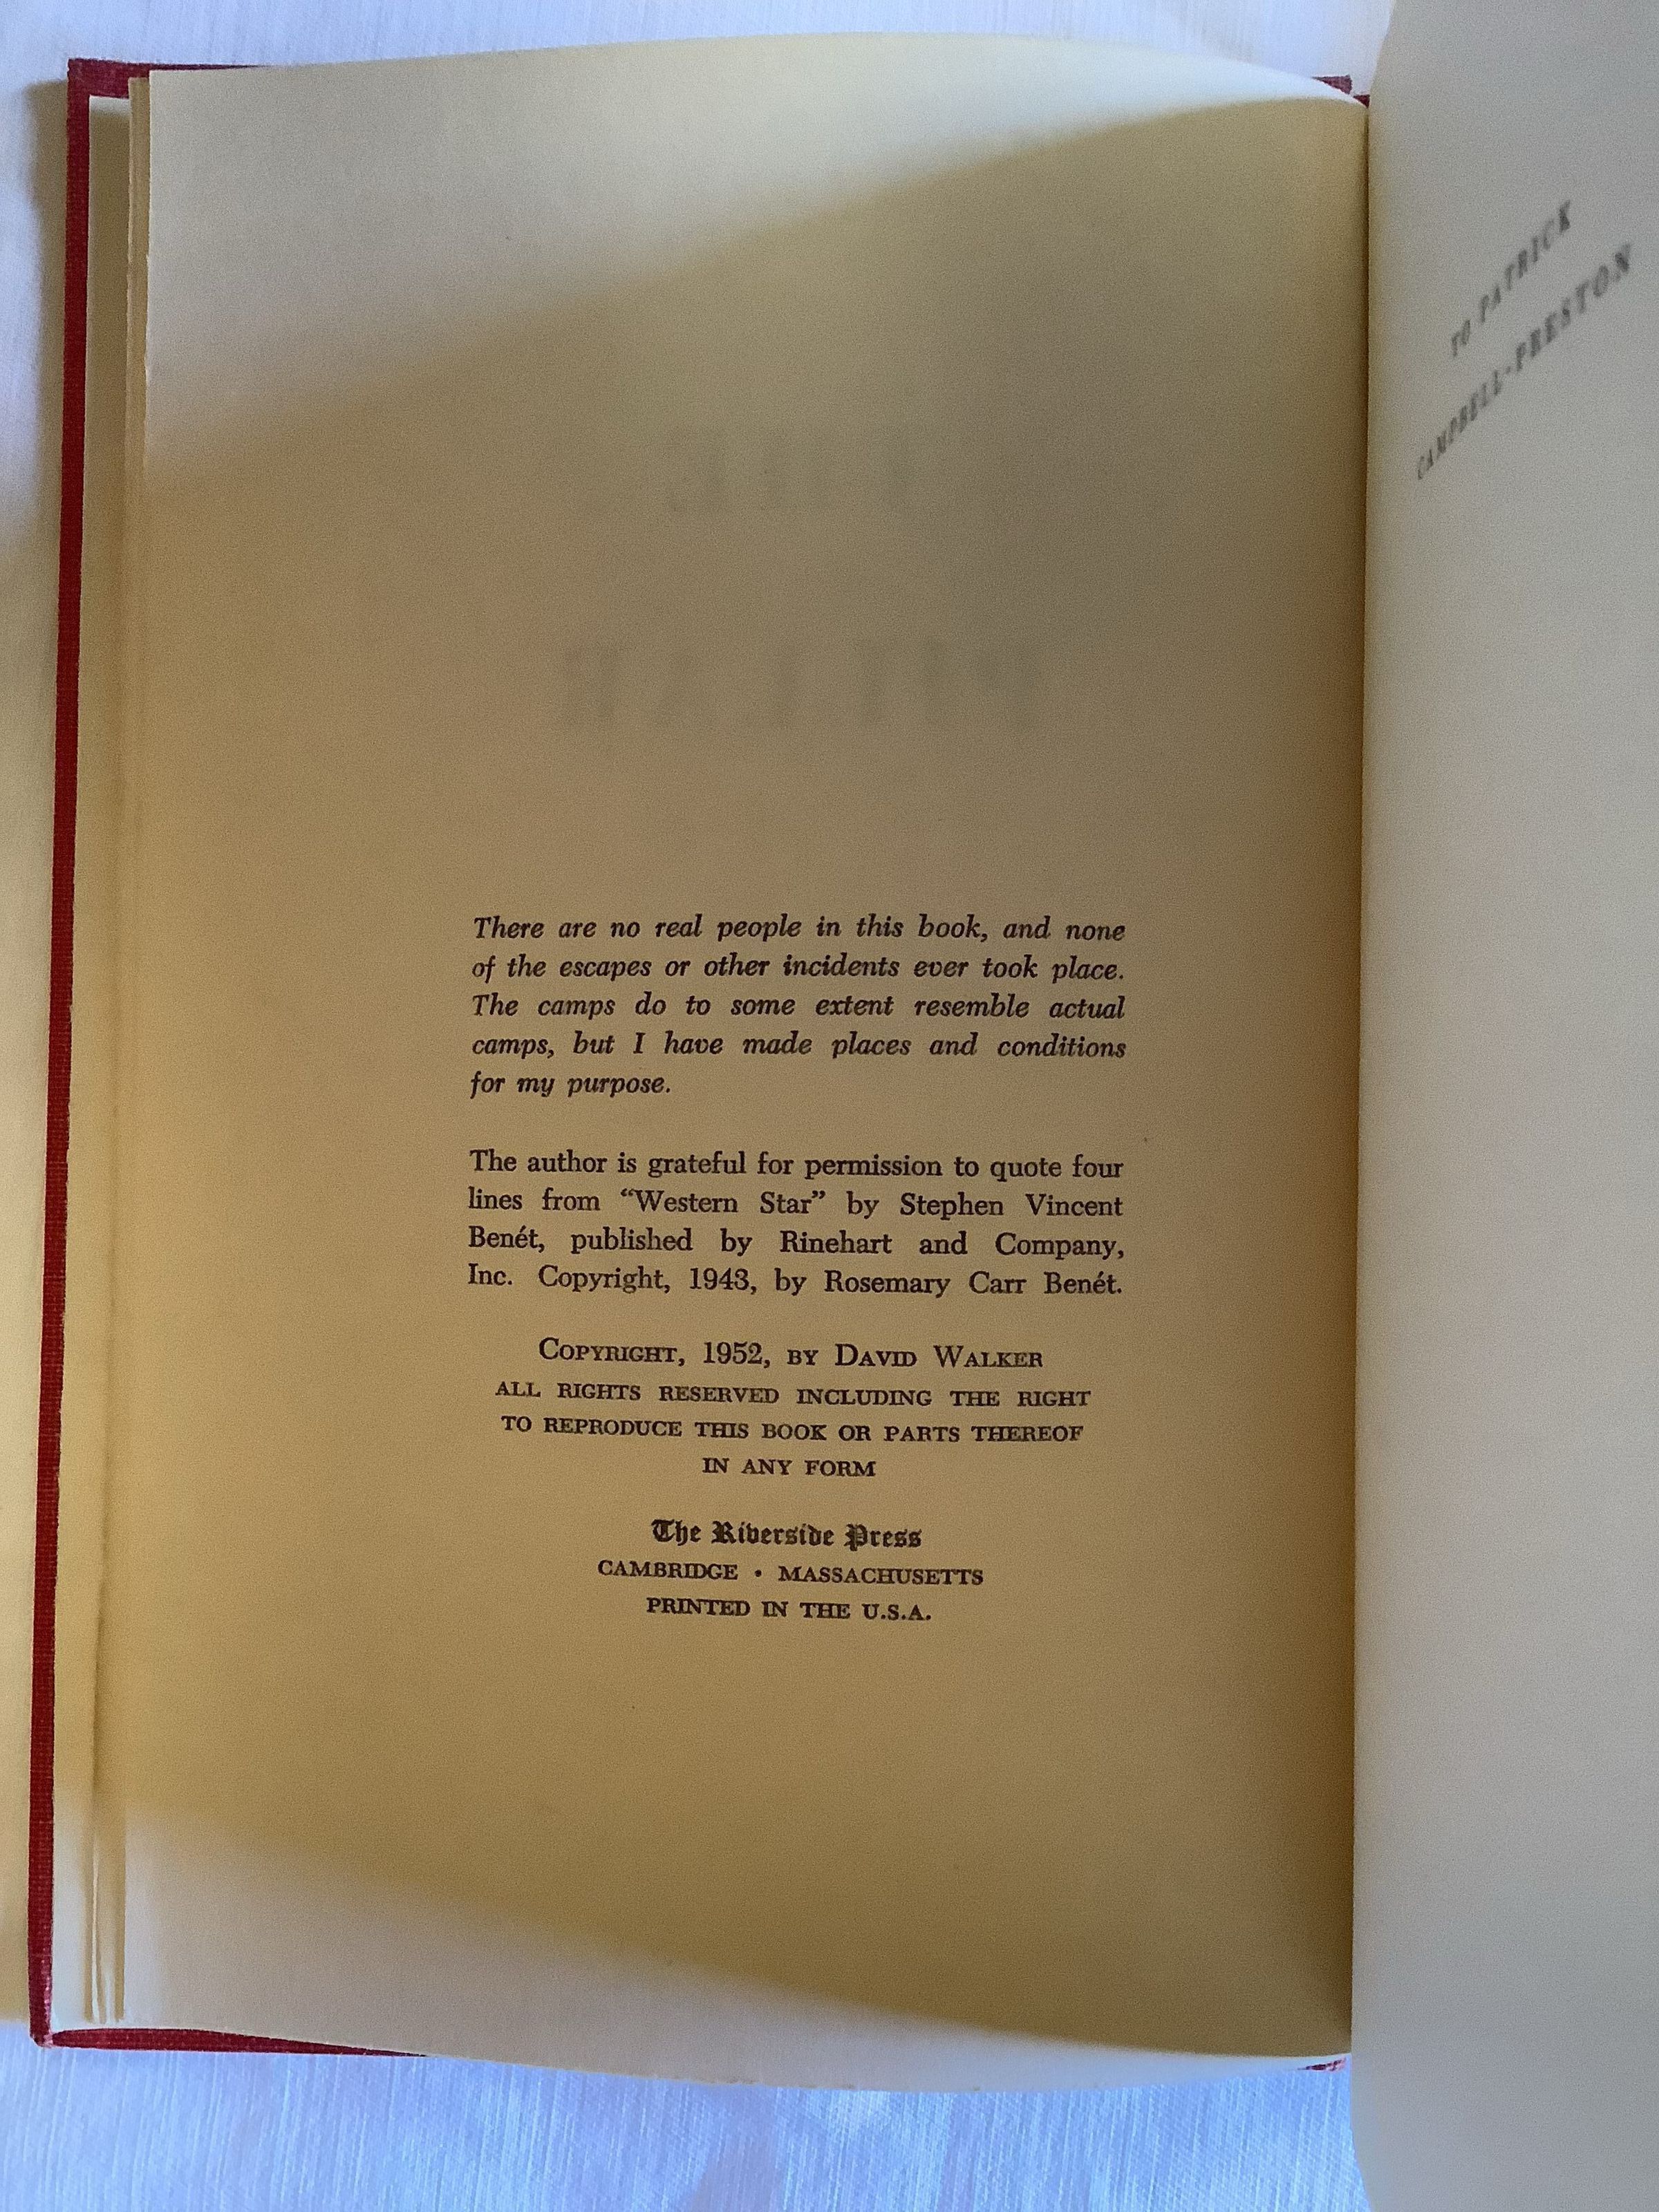 There are no real people in this book, and none
of the escapes or other incidents ever took place.
The camps do to some extent resemble actual
camps, but I have made places and conditions
for my purpose.
The author is grateful for permission to quote four
lines from “Western Star” by Stephen Vincent
Benét, published by Rinehart and Company,
Inc. Copyright, 1943, by Rosemary Carr Benét.
COPYRIGHT, 1952, BY DAVID WALKER
ALL RIGHTS RESERVED INCLUDING THE RIGHT
TO REPRODUCE THIS BOOK OR PARTS THEREOF
IN ANY FORM
The Riverside Press
CAMBRIDGE • MASSACHUSETTS
PRINTED IN THE U.S.A.
TO PATRICK
CAMPBELL-PRESTON